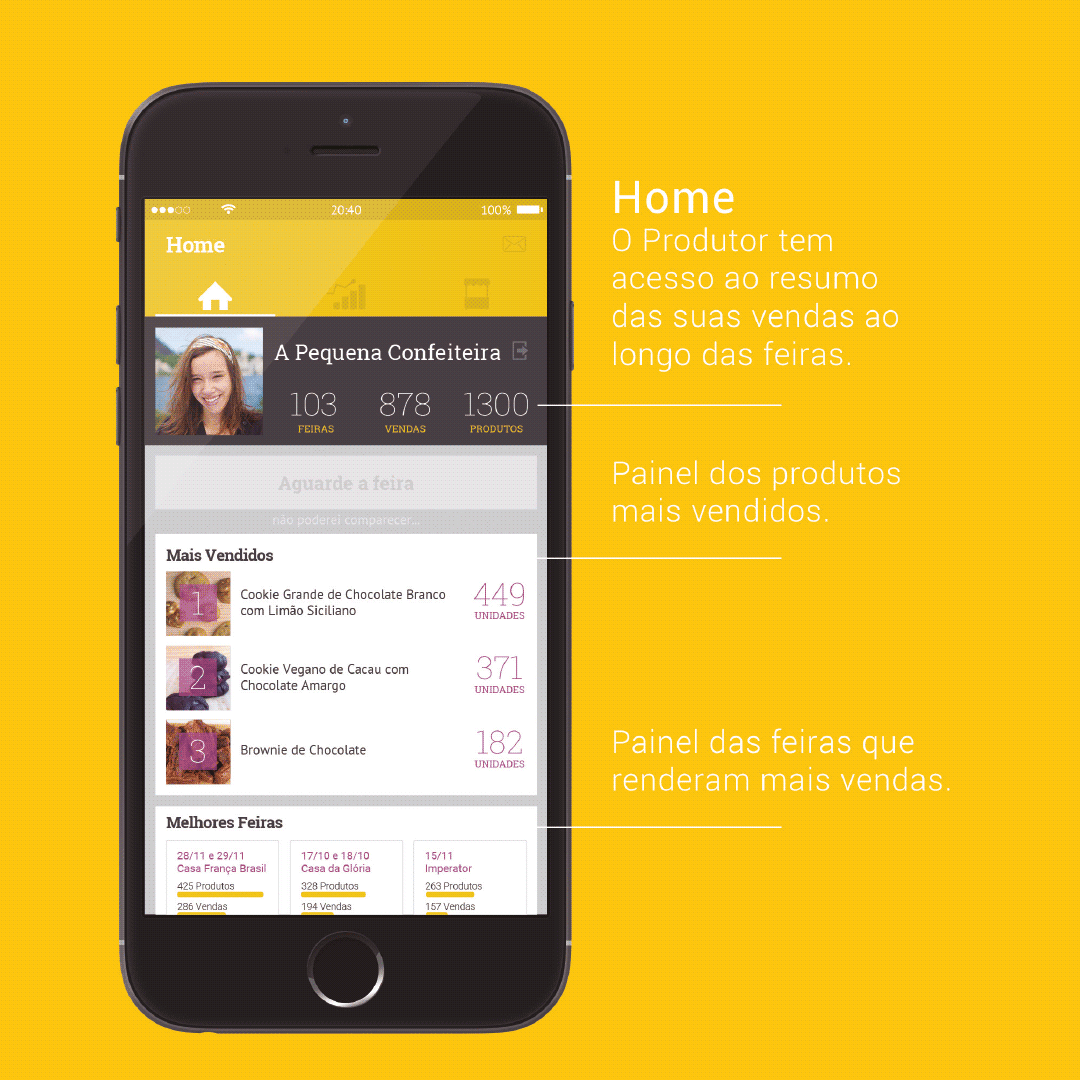 20:40
100%
Home
A Pequena Confeiteira
103
878
1300
FEIRAS
VENDAS
PRODUTOS
Aguarde a feira
não poderei comparecer...
Mais Vendidos
1
Cookie Grande de Chocolate Branco
com Limão Siciliano
449
UNIDADES
2
Cookie Vegano de Cacau com
Chocolate Amargo
371
UNIDADES
3
Brownie de Chocolate
182
UNIDADES
Melhores Feiras
28/11 e 29/11
Casa França Brasil
425 Produtos
286 Vendas
17/10 e 18/10
Casa da Glória
328 Produtos
194 Vendas
15/11
Imperator
263 Produtos
157 Vendas
Home
O Produtor tem
acesso ao resumo
das suas vendas ao
longo das feiras.
Painel dos produtos
mais vendidos.
Painel das feiras que
renderam mais vendas.